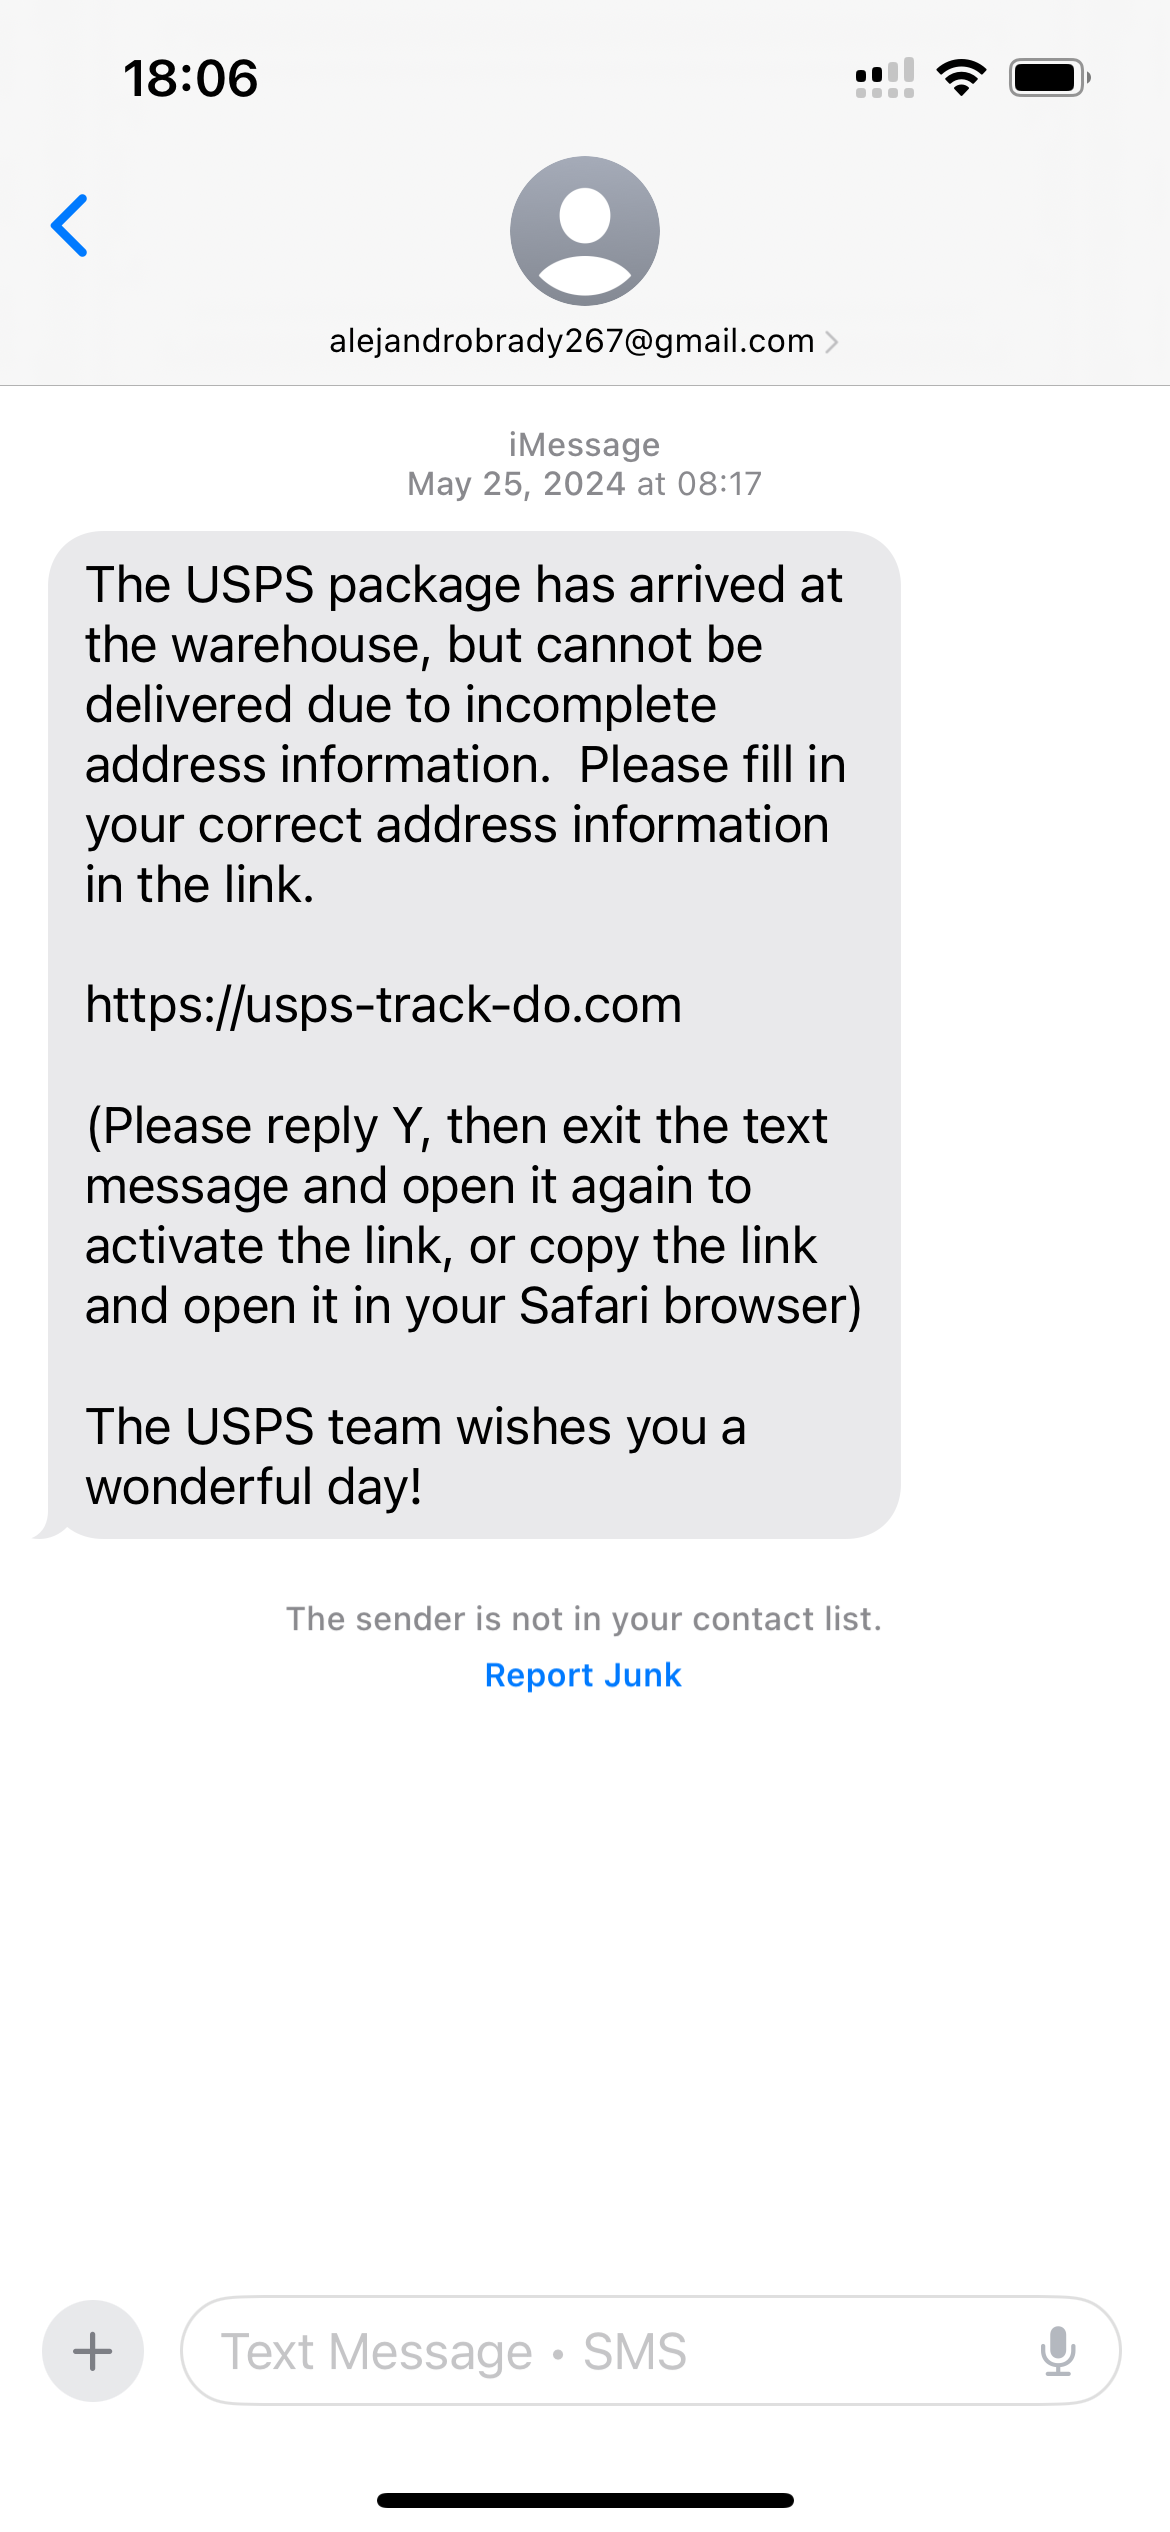 18:06
alejandrobrady267@gmail.com
iMessage
May 25, 2024 at 08:17
The USPS package has arrived at
the warehouse, but cannot be
delivered due to incomplete
address information.  Please fill in
your correct address information
in the link.
https://usps-track-do.com
(Please reply Y, then exit the text
message and open it again to
activate the link, or copy the link
and open it in your Safari browser)
The USPS team wishes you a
wonderful day!
The sender is not in your contact list.
Report Junk
Text Message • SMS